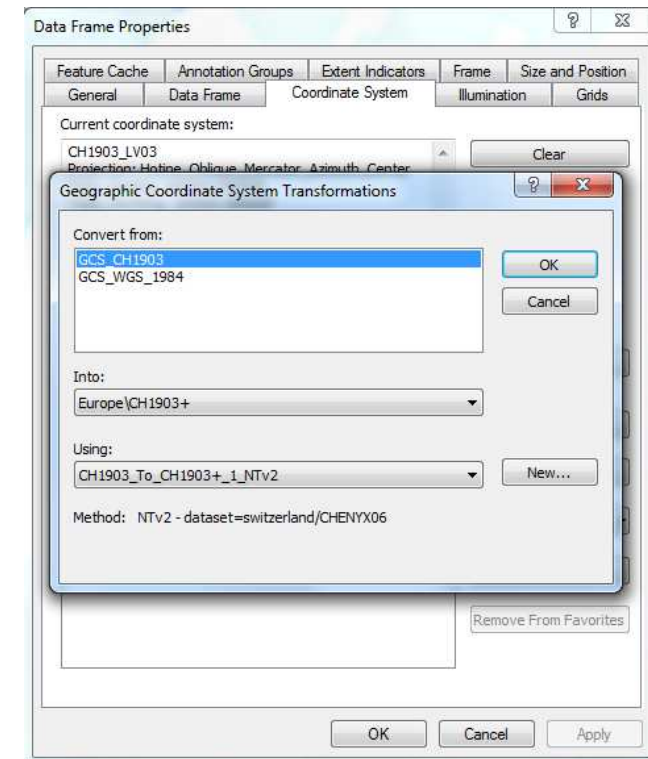 Data Frame Properties
Feature Cache Annotation Groups Extent Indicators Frame Size and Position
General Data Frame Coordinate System Illumination Grids
Current coordinate system:
CH1903_LV03
Clear
Projection: Hotine_Oblique_Mercator_Azimuth_Center
Geographic Coordinate System Transformations
Convert from:
GCS_CH1903
GCS_WGS_1984
OK
Cancel
Into:
Europe\CH1903+
Using:
CH1903_To_CH1903+_1_NTv2
New...
Method: NTv2 - dataset=switzerland/CHENYX06
Remove From Favorites
OK Cancel Apply